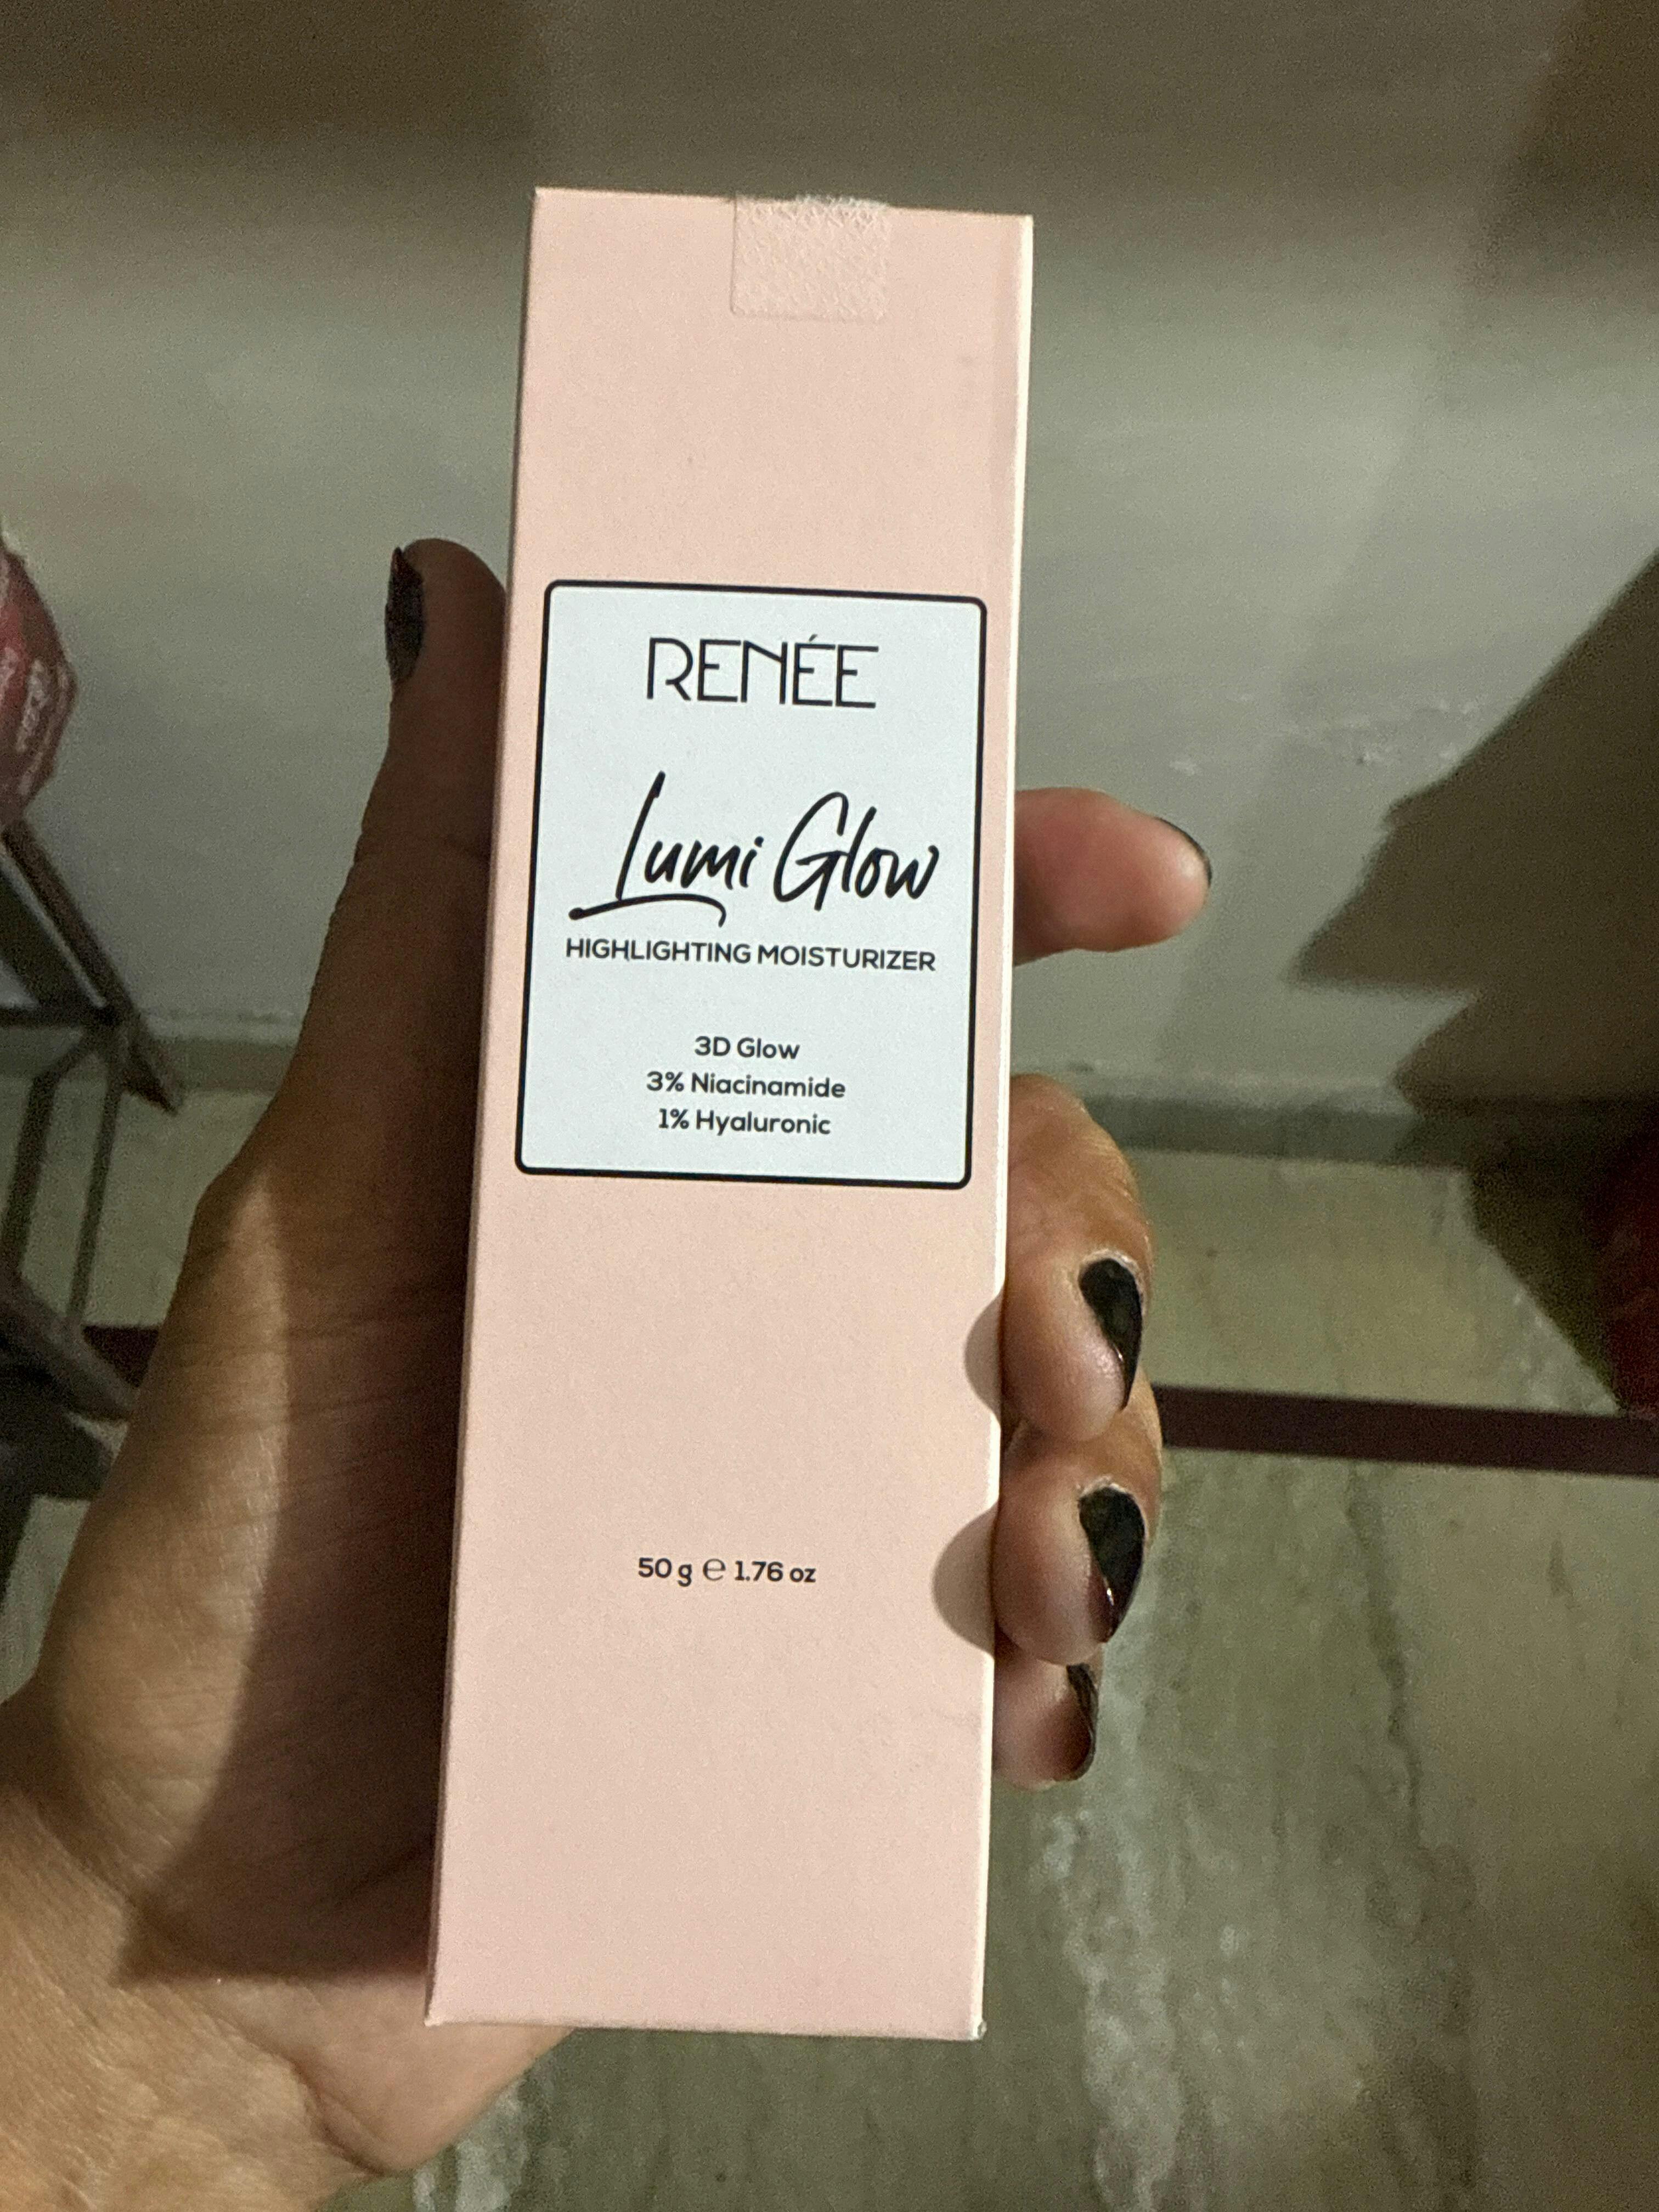 RENÉE
Lumi Glow
HIGHLIGHTING MOISTURIZER
3D Glow
3% Niacinamide
1% Hyaluronic
50 g ℮ 1.76 oz